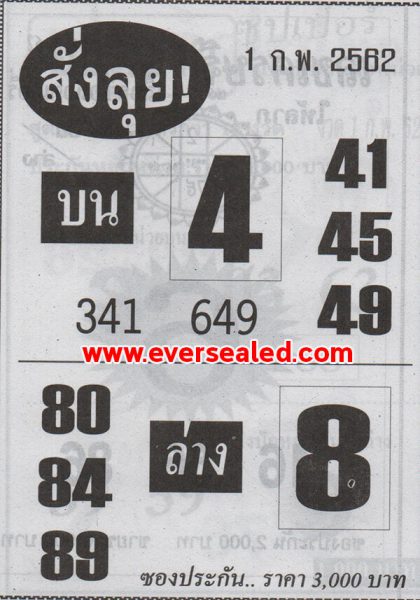 สั่งลุย!
1 ก.พ. 2562
บน
4
41
45
49
341 649
www.eversealed.com
80
84
89
ล่าง
8
ซองประกัน.. ราคา 3,000 บาท